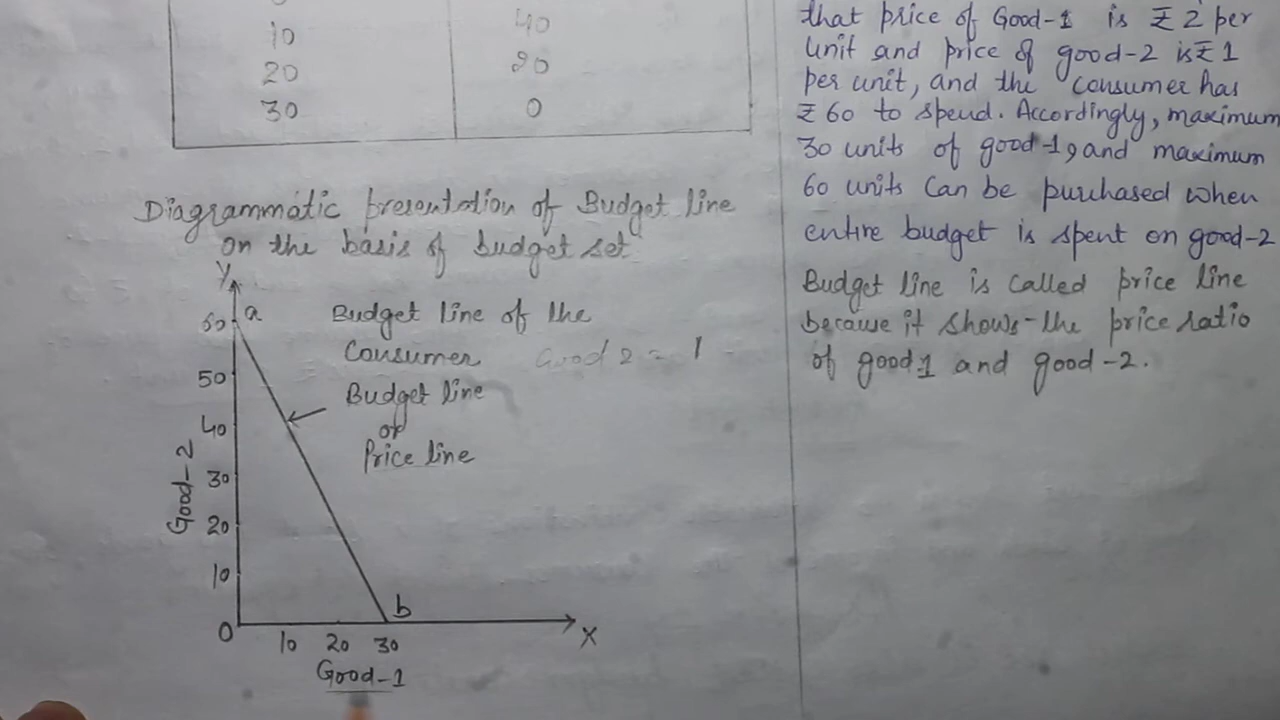 10 40
20 20
30 0
Diagrammatic presentation of Budget line
on the basis of budget set
Y
a
60
50
40
30
20
10
0
Good-2
Budget line of the
Consumer Good 2 = 1
Budget line
or
Price line
b
X
10 20 30
Good-1
that price of Good-1 is ₹ 2 per
unit and price of good-2 is ₹ 1
per unit, and the consumer has
₹ 60 to spend. Accordingly, maximum
30 units of good-1, and maximum
60 units can be purchased when
entire budget is spent on good-2
Budget line is called price line
because it shows the price ratio
of good 1 and good-2.